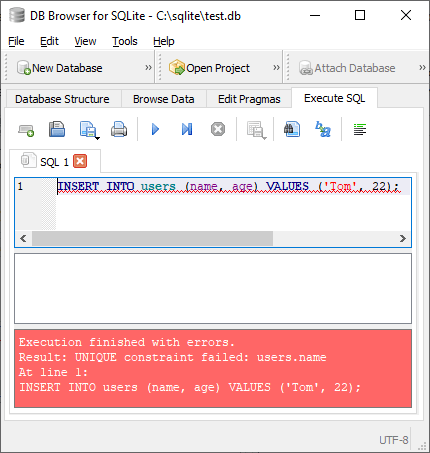 DB Browser for SQLite - C:\sqlite\test.db
File Edit View Tools Help
New Database » Open Project » Attach Database »
Database Structure Browse Data Edit Pragmas Execute SQL
SQL 1
1 INSERT INTO users (name, age) VALUES ('Tom', 22);
Execution finished with errors.
Result: UNIQUE constraint failed: users.name
At line 1:
INSERT INTO users (name, age) VALUES ('Tom', 22);
UTF-8